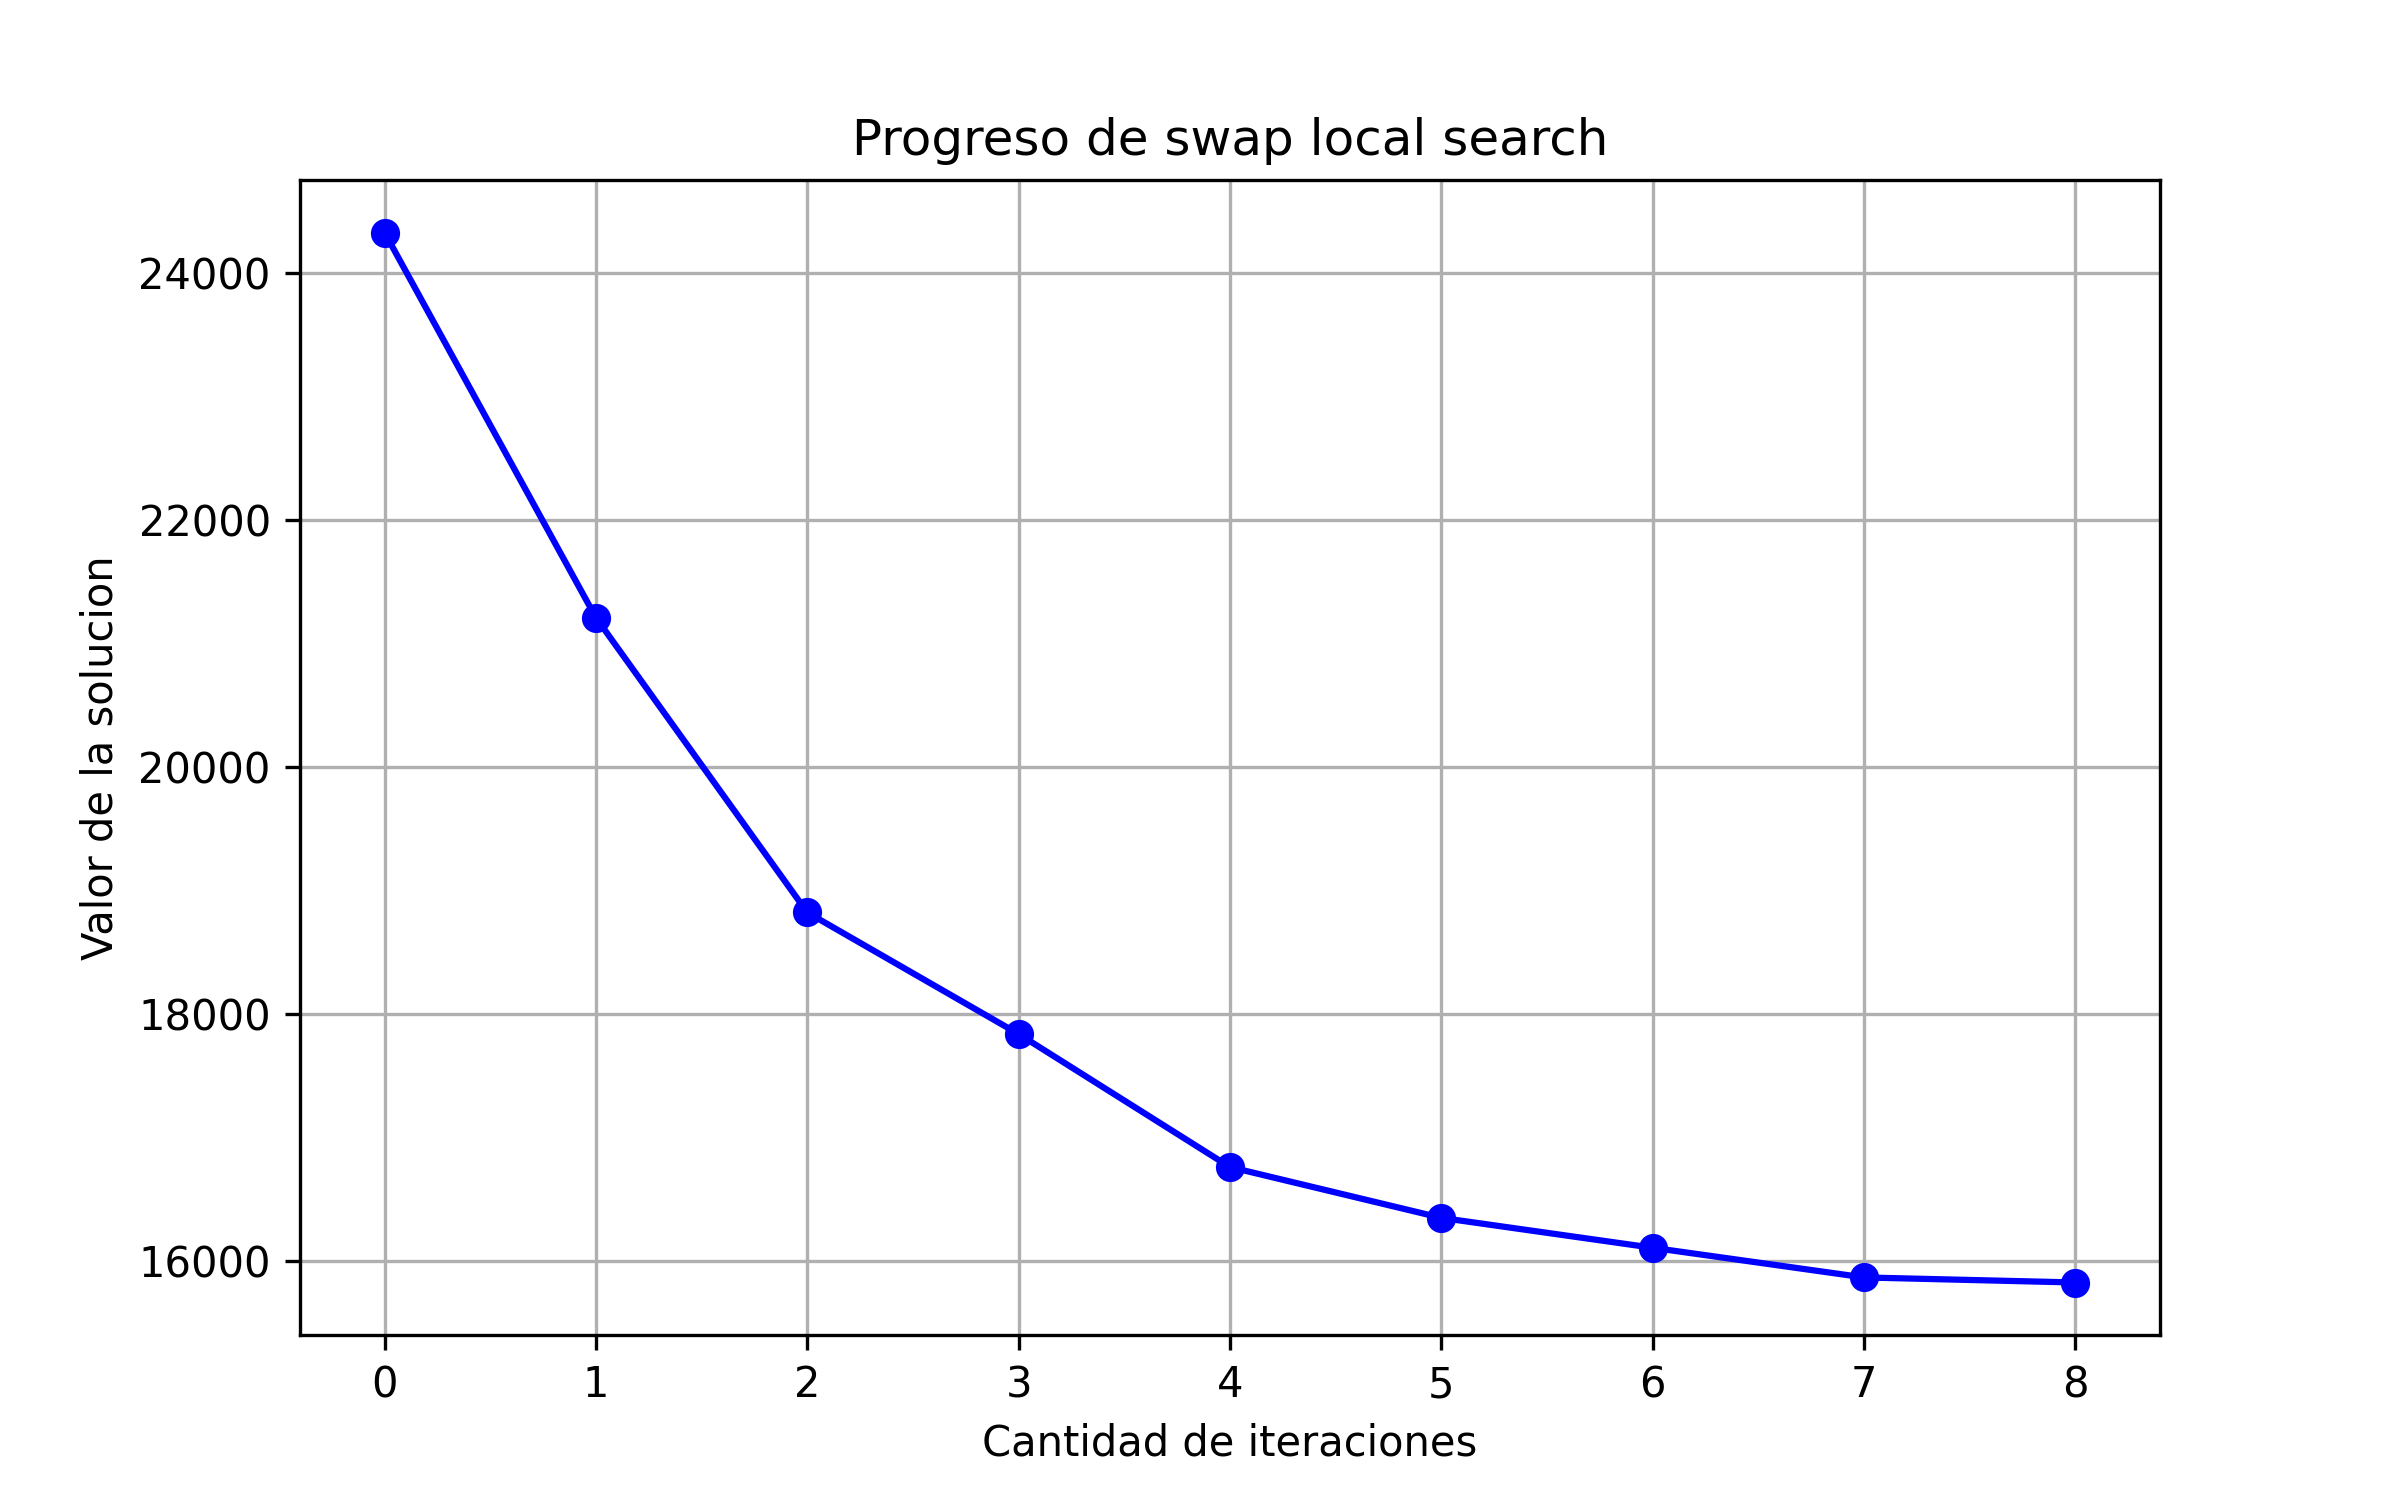 Progreso de swap local search
Valor de la solucion
24000
22000
20000
18000
16000
0 1 2 3 4 5 6 7 8
Cantidad de iteraciones